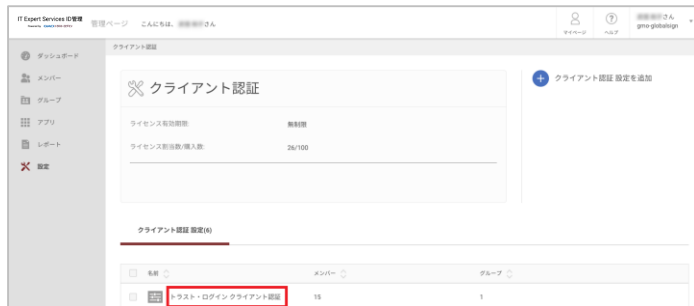 IT Expert Services ID管理
管理ページ こんにちは、 さん
マイページ
ヘルプ
さん
gmo-globalsign
ダッシュボード
メンバー
グループ
アプリ
レポート
設定
クライアント認証
クライアント認証
ライセンス有効期限: 無制限
ライセンス割当数/購入数: 26/100
クライアント認証 設定を追加
クライアント認証 設定(6)
名前 メンバー グループ
トラスト・ログイン クライアント認証 15 1